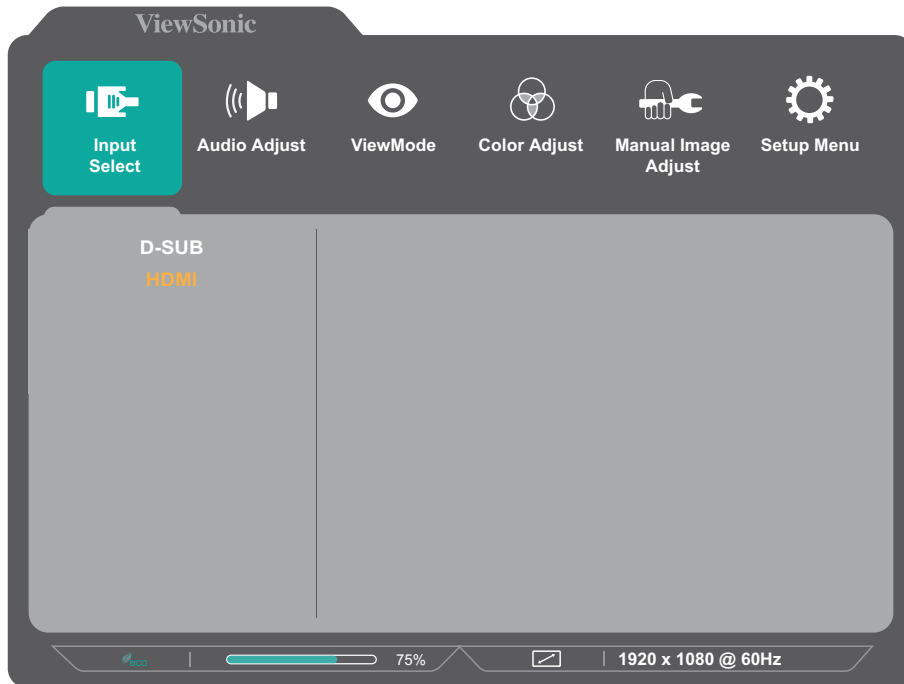 ViewSonic
Input
Select
Audio Adjust
ViewMode
Color Adjust
Manual Image
Adjust
Setup Menu
D-SUB
HDMI
eco
75%
1920 x 1080 @ 60Hz